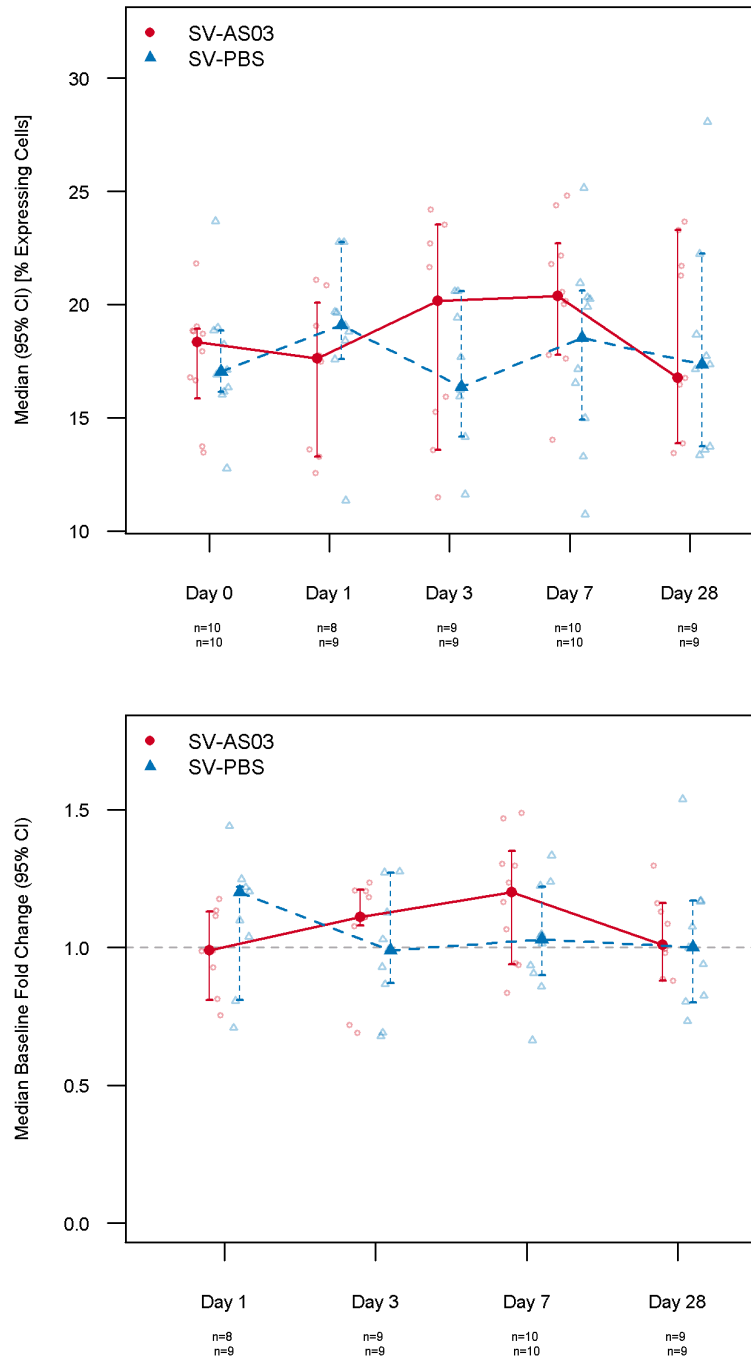 SV-AS03
SV-PBS
Median (95% CI) [% Expressing Cells]
30
25
20
15
10
Day 0 Day 1 Day 3 Day 7 Day 28
n=10 n=8 n=9 n=10 n=9
n=10 n=9 n=9 n=10 n=9
SV-AS03
SV-PBS
Median Baseline Fold Change (95% CI)
1.5
1.0
0.5
0.0
Day 1 Day 3 Day 7 Day 28
n=8 n=9 n=10 n=9
n=9 n=9 n=10 n=9